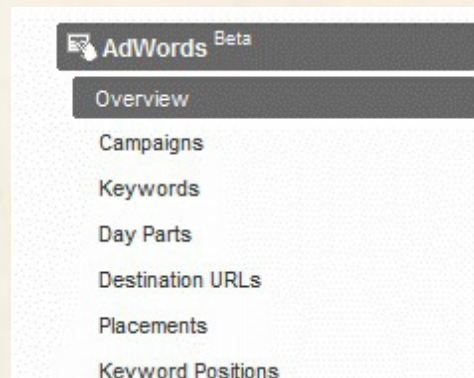 AdWords Beta
Overview
Campaigns
Keywords
Day Parts
Destination URLs
Placements
Keyword Positions